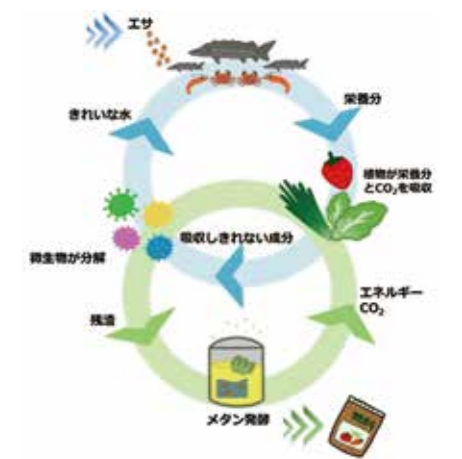 エサ
栄養分
きれいな水
植物が栄養分
とCO₂を吸収
吸収しきれない成分
微生物が分解
エネルギー
CO₂
残渣
メタン発酵